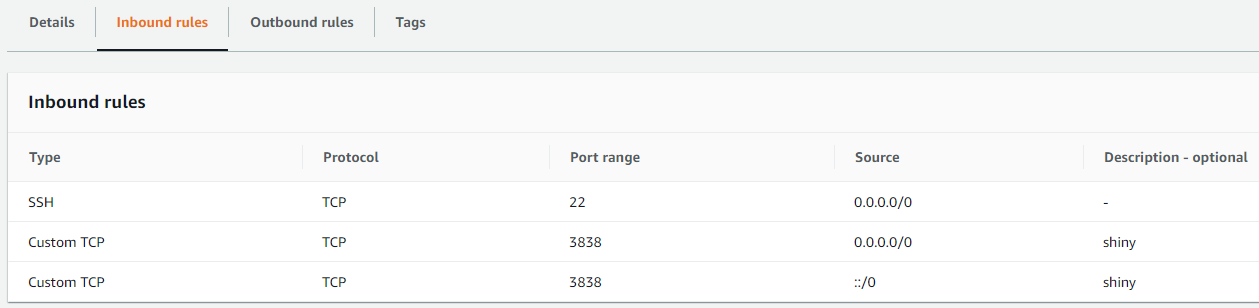 Details Inbound rules Outbound rules Tags
Inbound rules
Type Protocol Port range Source Description - optional
SSH TCP 22 0.0.0.0/0 -
Custom TCP TCP 3838 0.0.0.0/0 shiny
Custom TCP TCP 3838 ::/0 shiny